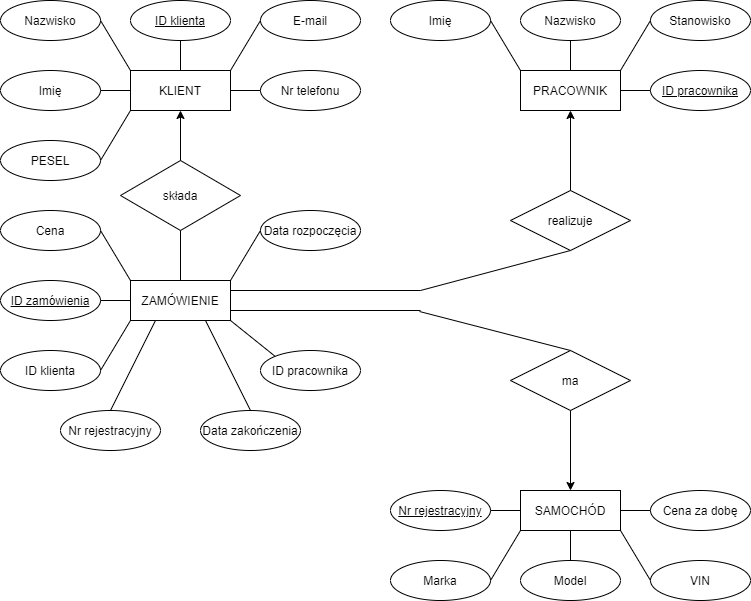 Nazwisko
ID klienta
E-mail
Imię
Nazwisko
Stanowisko
Imię
KLIENT
Nr telefonu
PRACOWNIK
ID pracownika
PESEL
składa
realizuje
Cena
Data rozpoczęcia
ID zamówienia
ZAMÓWIENIE
ID klienta
ID pracownika
ma
Nr rejestracyjny
Data zakończenia
Nr rejestracyjny
SAMOCHÓD
Cena za dobę
Marka
Model
VIN